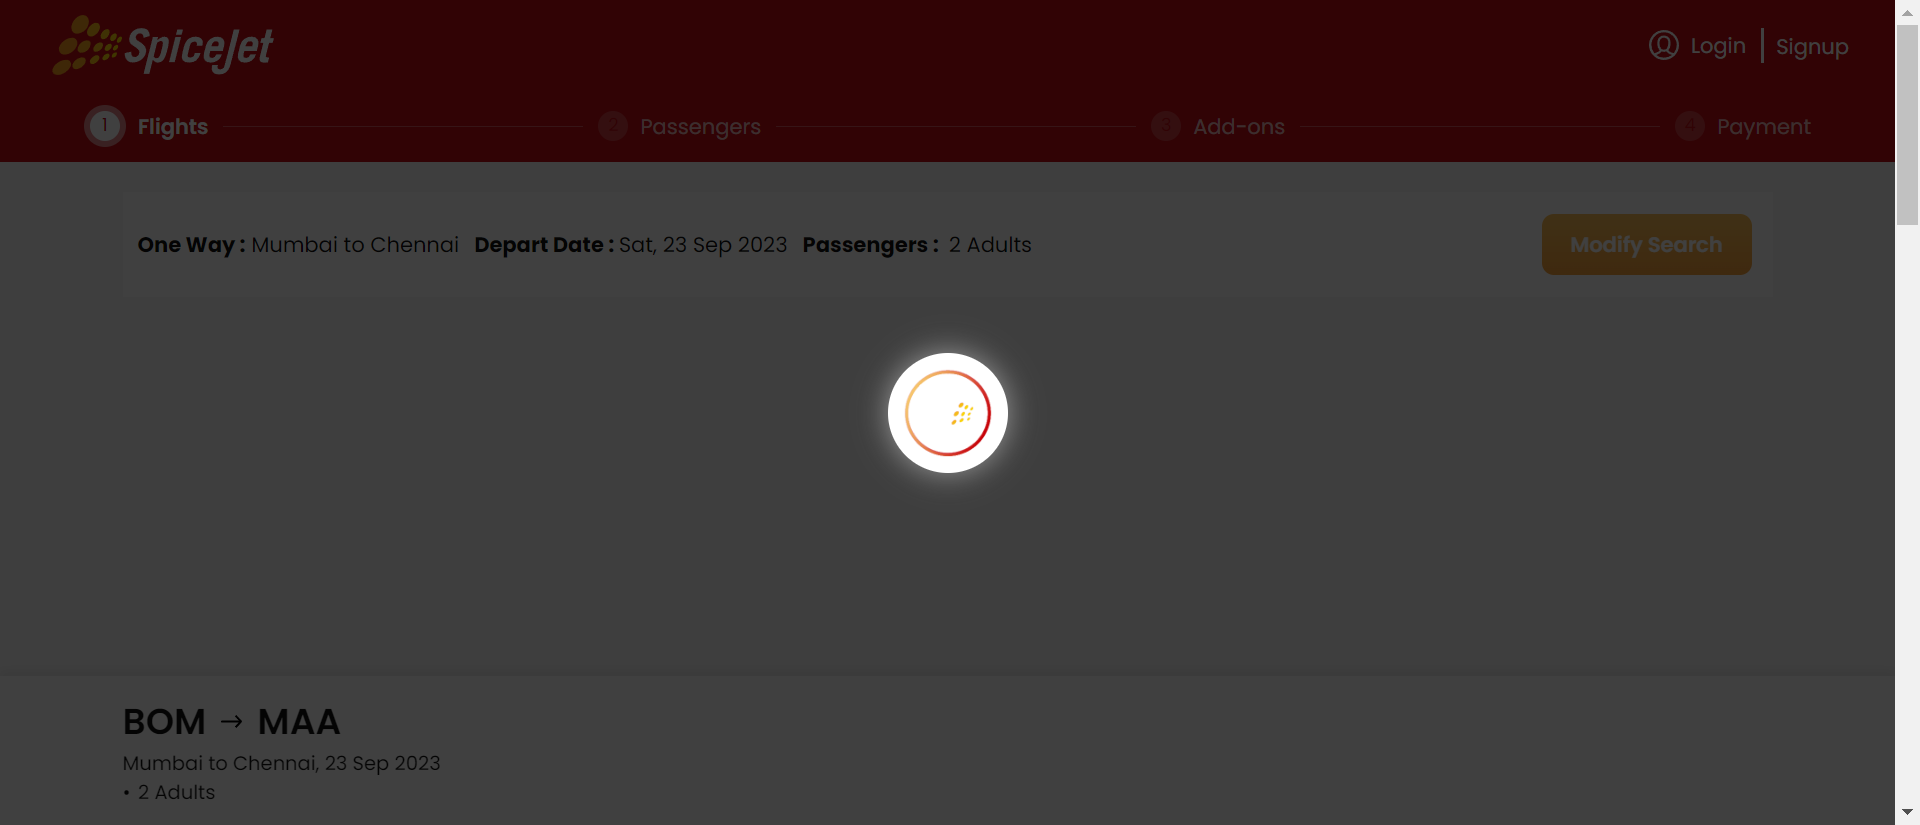 SpiceJet
Login
Signup
1 Flights
2 Passengers
3 Add-ons
4 Payment
One Way : Mumbai to Chennai Depart Date : Sat, 23 Sep 2023 Passengers : 2 Adults
Modify Search
BOM → MAA
Mumbai to Chennai, 23 Sep 2023
• 2 Adults